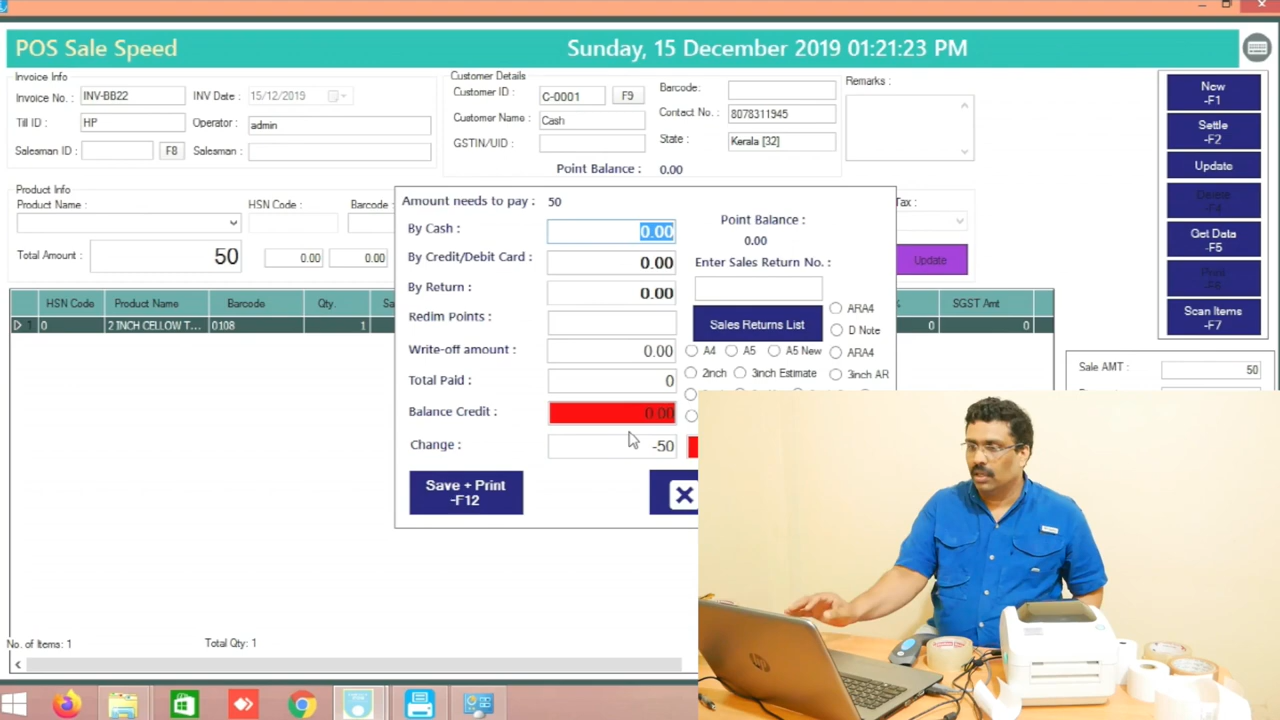 POS Sale Speed
Sunday, 15 December 2019 01:21:23 PM
Invoice Info
Invoice No. : INV-BB22 INV Date : 15/12/2019
Till ID : HP Operator : admin
Salesman ID : F8 Salesman :
Customer Details
Customer ID : C-0001 F9 Barcode:
Customer Name : Cash Contact No. : 8078311945
GSTIN/UID: State : Kerala [32]
Point Balance : 0.00
Remarks :
New
-F1
Settle
-F2
Update
Delete
-F4
Get Data
-F5
Print
Scan Items
-F7
Product Info
Product Name : HSN Code : Barcode :
Total Amount : 50 0.00 0.00
Tax :
Update
Amount needs to pay : 50
By Cash : 0.00
By Credit/Debit Card : 0.00
By Return : 0.00
Redim Points :
Write-off amount : 0.00
Total Paid : 0
Balance Credit : 0.00
Change : -50
Point Balance :
0.00
Enter Sales Return No. :
Sales Returns List
ARA4
D Note
A4 A5 A5 New ARA4
2inch 3inch Estimate 3inch AR
Save + Print
-F12
HSN Code Product Name Barcode Qty. Sa SGST Amt
1 0 2 INCH CELLOW T... 0108 1 0 0
Sale AMT : 50
No. of Items: 1 Total Qty: 1
hp